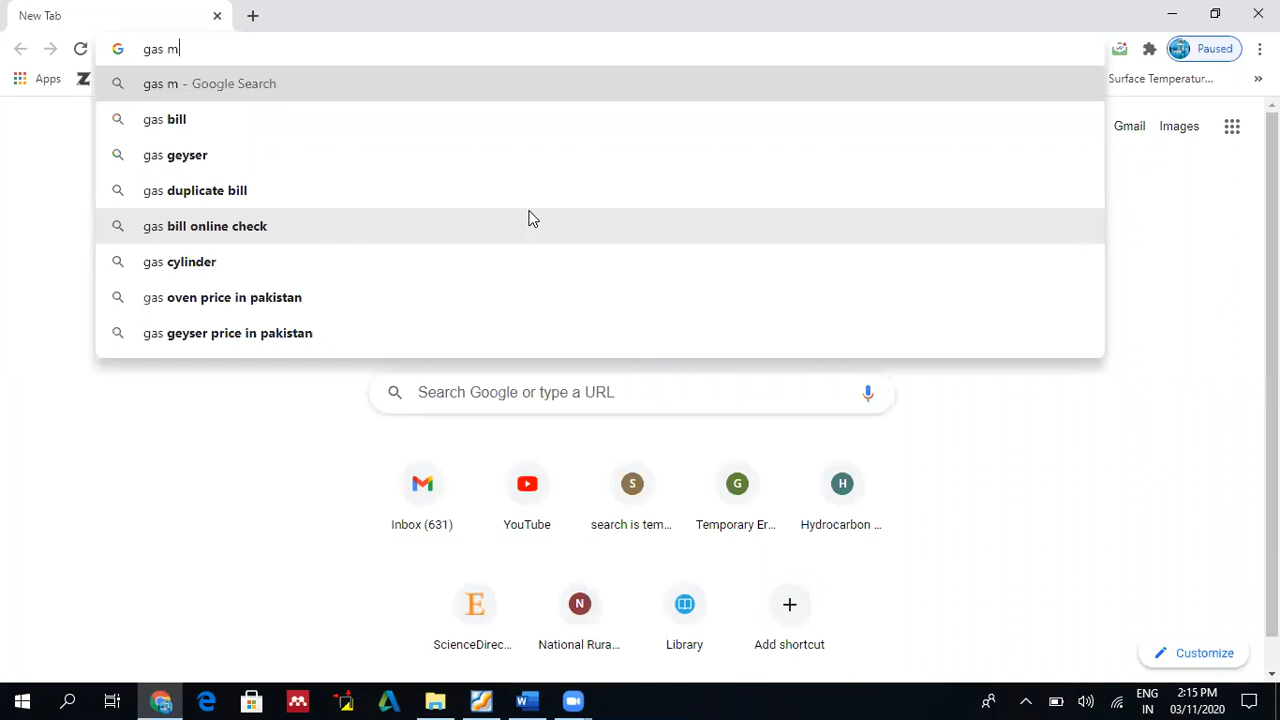 New Tab
gas m
Paused
gas m - Google Search
Apps
Surface Temperatur...
gas bill
Gmail Images
gas geyser
gas duplicate bill
gas bill online check
gas cylinder
gas oven price in pakistan
gas geyser price in pakistan
Search Google or type a URL
S
G
H
Inbox (631)
YouTube
search is tem...
Temporary Er...
Hydrocarbon ...
E
N
ScienceDirec...
National Rura...
Library
Add shortcut
Customize
ENG
IN
2:15 PM
03/11/2020